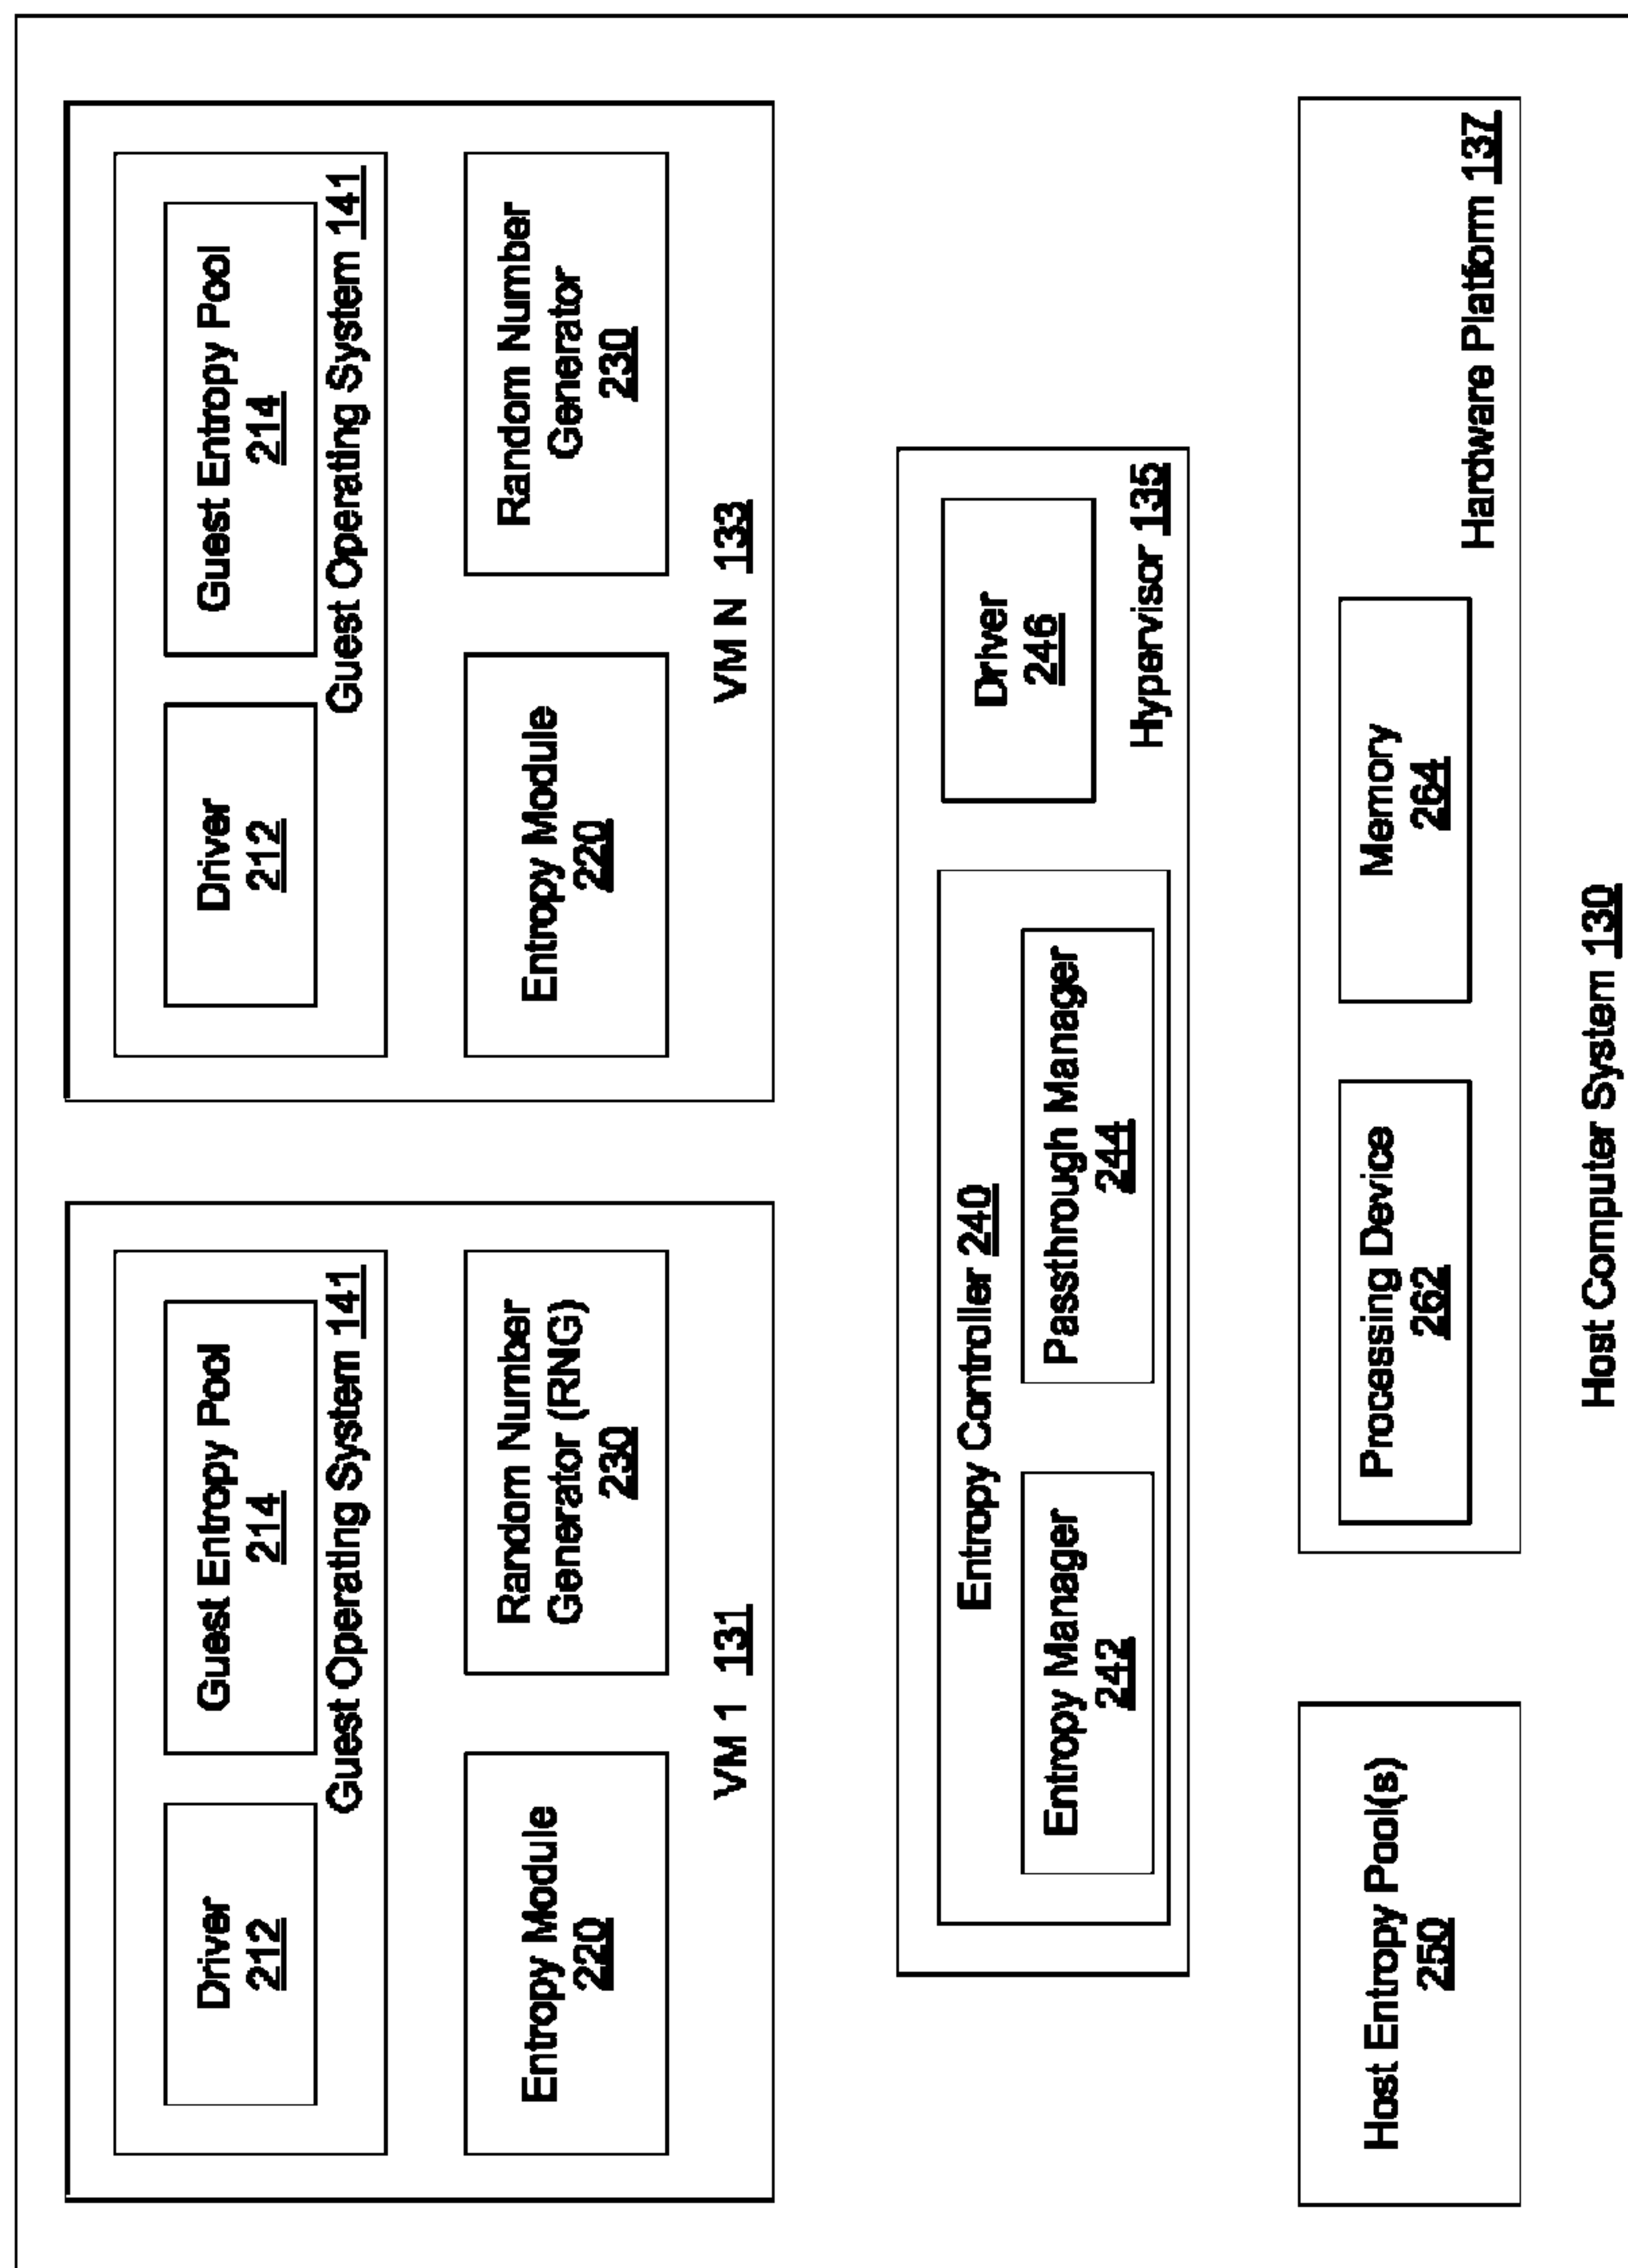 Driver
212
Guest Entropy Pool
214
Guest Operating System 141
Entropy Module
220
Random Number
Generator (RNG)
230
VM 1 131
Driver
212
Guest Entropy Pool
214
Guest Operating System 141
Entropy Module
220
Random Number
Generator
230
VM N 133
Entropy Controller 240
Entropy Manager
242
Passthrough Manager
244
Driver
246
Hypervisor 135
Host Entropy Pool(s)
250
Processing Device
262
Memory
264
Hardware Platform 137
Host Computer System 130